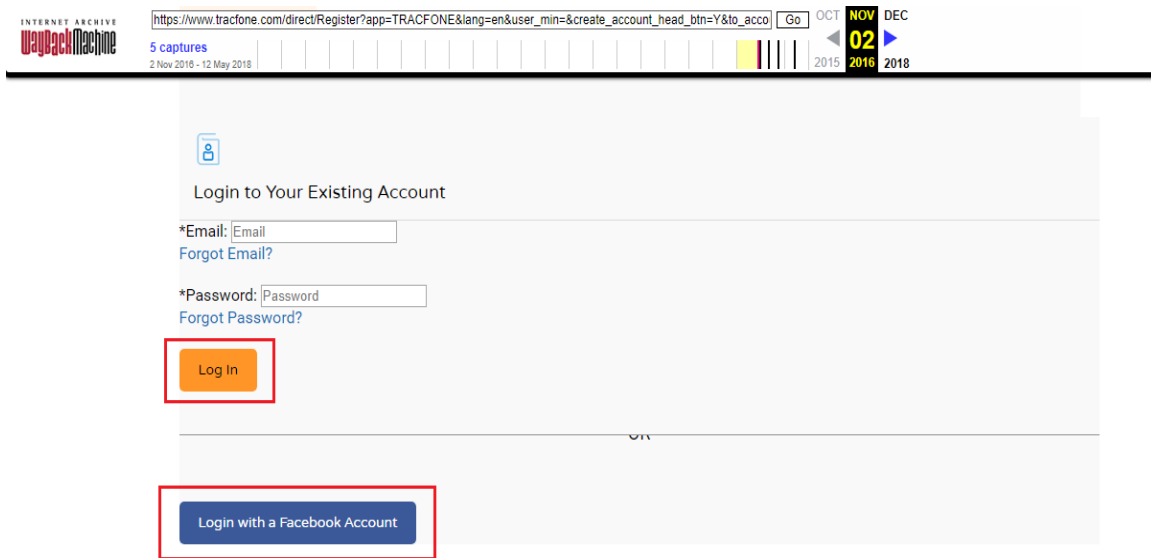 INTERNET ARCHIVE
WayBackMachine
https://www.tracfone.com/direct/Register?app=TRACFONE&lang=en&user_min=&create_account_head_btn=Y&to_acco
Go
OCT NOV DEC
02
2015 2016 2018
5 captures
2 Nov 2016 - 12 May 2018
Login to Your Existing Account
*Email: Email
Forgot Email?
*Password: Password
Forgot Password?
Log In
OR
Login with a Facebook Account